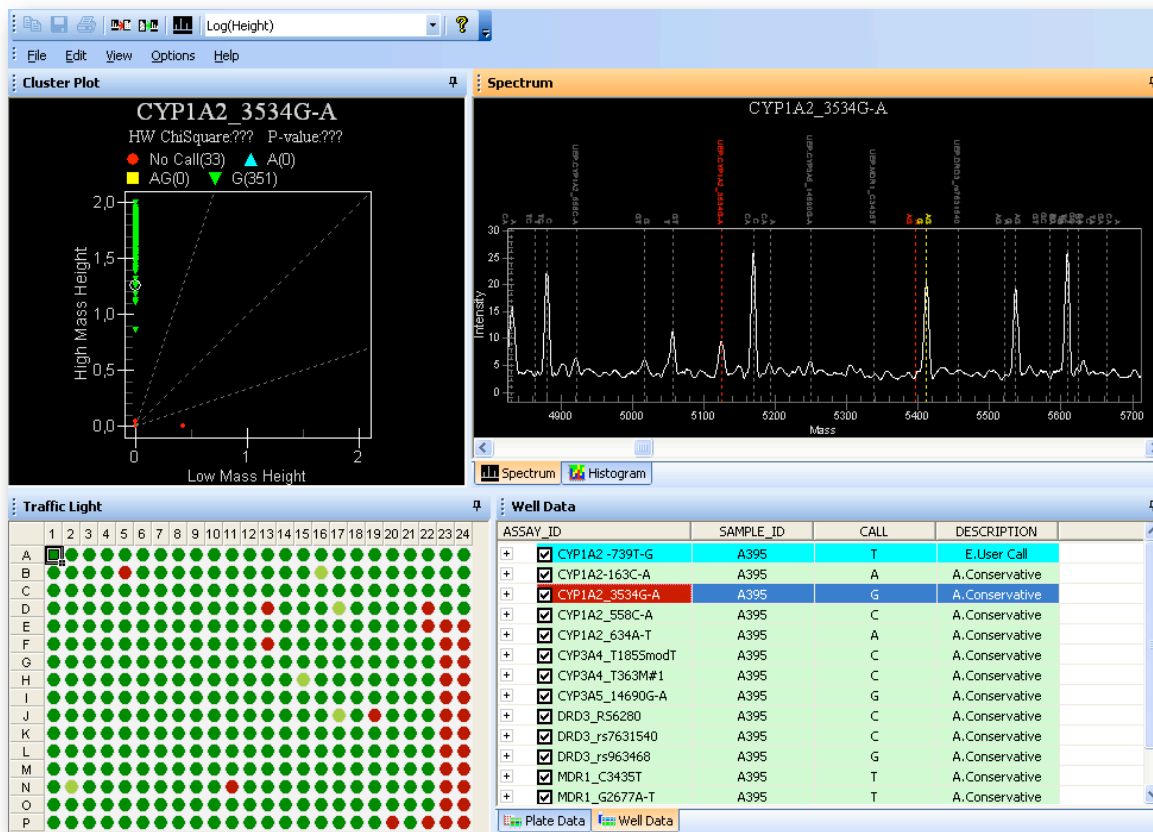 Log(Height)
File Edit View Options Help
Cluster Plot
CYP1A2_3534G-A
HW ChiSquare:??? P-value:???
No Call(33) A(0)
AG(0) G(351)
2,0
1,5
1,0
0,5
0,0
High Mass Height
0 1 2
Low Mass Height
Spectrum
CYP1A2_3534G-A
UEP.CYP1A2_3534G-A
30
25
20
15
10
5
0
Intensity
4900 5000 5100 5200 5300 5400 5500 5600 5700
Mass
Spectrum Histogram
Traffic Light
1 2 3 4 5 6 7 8 9 10 11 12 13 14 15 16 17 18 19 20 21 22 23 24
A
B
C
D
E
F
G
H
I
J
K
L
M
N
O
P
Well Data
ASSAY_ID SAMPLE_ID CALL DESCRIPTION
CYP1A2 -739T-G A395 T E.User Call
CYP1A2-163C-A A395 A A.Conservative
CYP1A2_3534G-A A395 G A.Conservative
CYP1A2_558C-A A395 C A.Conservative
CYP1A2_634A-T A395 A A.Conservative
CYP3A4_T185SmodT A395 C A.Conservative
CYP3A4_T363M#1 A395 C A.Conservative
CYP3A5_14690G-A A395 G A.Conservative
DRD3_RS6280 A395 C A.Conservative
DRD3_rs7631540 A395 C A.Conservative
DRD3_rs963468 A395 G A.Conservative
MDR1_C3435T A395 T A.Conservative
MDR1_G2677A-T A395 T A.Conservative
Plate Data Well Data